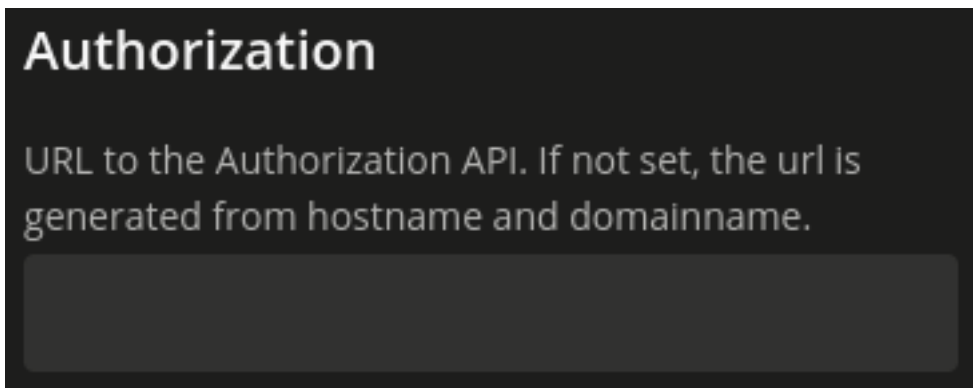 Authorization
URL to the Authorization API. If not set, the url is
generated from hostname and domainname.